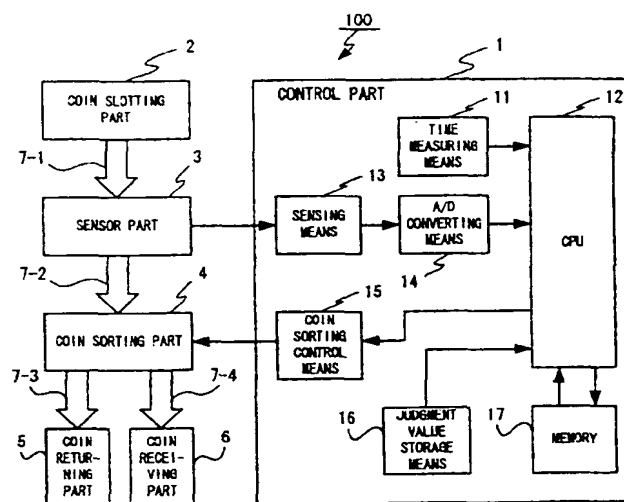 100
2
COIN SLOTTING
PART
7-1
3
SENSOR PART
7-2
4
COIN SORTING PART
7-3
7-4
5
COIN
RETUR-
NING
PART
COIN
RECEI-
VING
PART
6
1
CONTROL PART
11
TIME
MEASURING
MEANS
12
CPU
13
SENSING
MEANS
A/D
CONVERTING
MEANS
14
15
COIN
SORTING
CONTROL
MEANS
16
JUDGMENT
VALUE
STORAGE
MEANS
17
MEMORY